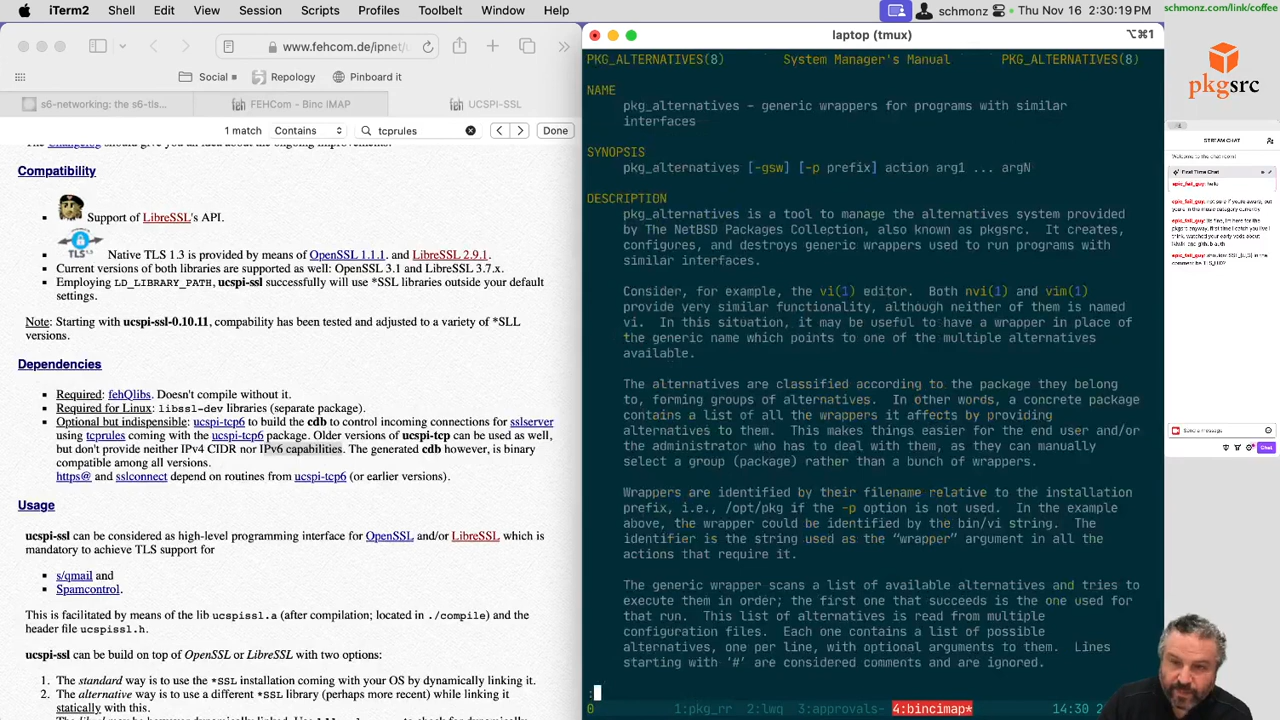 iTerm2 Shell Edit View Session Scripts Profiles Toolbelt Window Help
schmonz Thu Nov 16 2:30:19 PM
schmonz.com/link/coffee
www.fehcom.de/ipnet/u
Social Repology Pinboard it
s6-networking: the s6-tls... FEHCom - Binc IMAP UCSPI-SSL
1 match Contains tcprules Done
The Changelog should give you an idea about the ongoing improvements.
Compatibility
Support of LibreSSL's API.
TLS
Native TLS 1.3 is provided by means of OpenSSL 1.1.1. and LibreSSL 2.9.1.
Current versions of both libraries are supported as well: OpenSSL 3.1 and LibreSSL 3.7.x.
Employing LD_LIBRARY_PATH, ucspi-ssl successfully will use *SSL libraries outside your default
settings.
Note: Starting with ucspi-ssl-0.10.11, compability has been tested and adjusted to a variety of *SLL
versions.
Dependencies
Required: fehQlibs. Doesn't compile without it.
Required for Linux: libssl-dev libraries (separate package).
Optional but indispensible: ucspi-tcp6 to build the cdb to control incoming connections for sslserver
using tcprules coming with the ucspi-tcp6 package. Older versions of ucspi-tcp can be used as well,
but don't provide neither IPv4 CIDR nor IPv6 capabilities. The generated cdb however, is binary
compatible among all versions.
https@ and sslconnect depend on routines from ucspi-tcp6 (or earlier versions).
Usage
ucspi-ssl can be considered as high-level programming interface for OpenSSL and/or LibreSSL which is
mandatory to achieve TLS support for
s/qmail and
Spamcontrol.
This is facilitated by means of the lib ucspissl.a (after compilation; located in ./compile) and the
header file ucspissl.h.
ucspi-ssl can be build on top of OpenSSL or LibreSSL with two options:
1. The standard way is to use the *SSL installation coming with your OS by dynamically linking it.
2. The alternative way is to use a different *SSL library (perhaps more recent) while linking it
statically with this.
laptop (tmux)
⌥⌘1
PKG_ALTERNATIVES(8) System Manager's Manual PKG_ALTERNATIVES(8)
NAME
pkg_alternatives – generic wrappers for programs with similar
interfaces
SYNOPSIS
pkg_alternatives [-gsw] [-p prefix] action arg1 ... argN
DESCRIPTION
pkg_alternatives is a tool to manage the alternatives system provided
by The NetBSD Packages Collection, also known as pkgsrc. It creates,
configures, and destroys generic wrappers used to run programs with
similar interfaces.
Consider, for example, the vi(1) editor. Both nvi(1) and vim(1)
provide very similar functionality, although neither of them is named
vi. In this situation, it may be useful to have a wrapper in place of
the generic name which points to one of the multiple alternatives
available.
The alternatives are classified according to the package they belong
to, forming groups of alternatives. In other words, a concrete package
contains a list of all the wrappers it affects by providing
alternatives to them. This makes things easier for the end user and/or
the administrator who has to deal with them, as they can manually
select a group (package) rather than a bunch of wrappers.
Wrappers are identified by their filename relative to the installation
prefix, i.e., /opt/pkg if the -p option is not used. In the example
above, the wrapper could be identified by the bin/vi string. The
identifier is the string used as the “wrapper” argument in all the
actions that require it.
The generic wrapper scans a list of available alternatives and tries to
execute them in order; the first one that succeeds is the one used for
that run. This list of alternatives is read from multiple
configuration files. Each one contains a list of possible
alternatives, one per line, with optional arguments to them. Lines
starting with ‘#’ are considered comments and are ignored.
:
0 1:pkg_rr 2:lwq 3:approvals- 4:bincimap* 14:30 2
pkgsrc
STREAM CHAT
Welcome to the chat room!
First Time Chat
epic_fail_guy: hello
Send a message
Chat